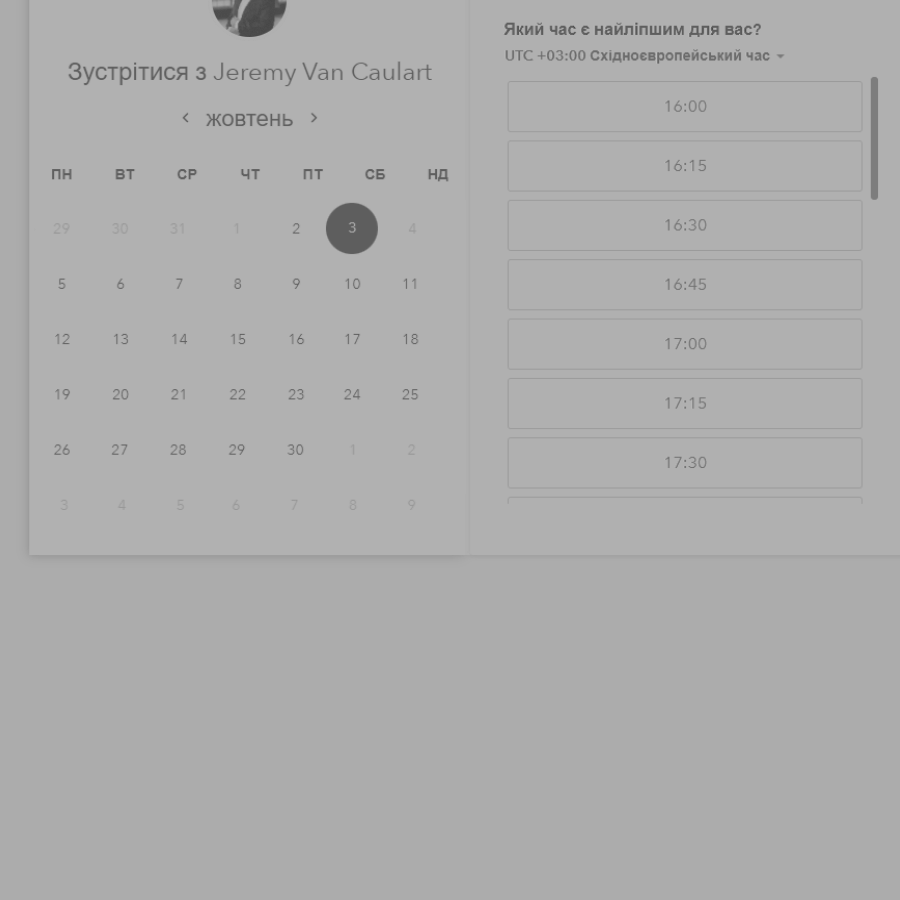 Зустрітися з Jeremy Van Caulart
< жовтень >
ПН ВТ СР ЧТ ПТ СБ НД
29 30 31 1 2 3 4
5 6 7 8 9 10 11
12 13 14 15 16 17 18
19 20 21 22 23 24 25
26 27 28 29 30 1 2
3 4 5 6 7 8 9
Який час є найліпшим для вас?
UTC +03:00 Східноєвропейський час
16:00
16:15
16:30
16:45
17:00
17:15
17:30